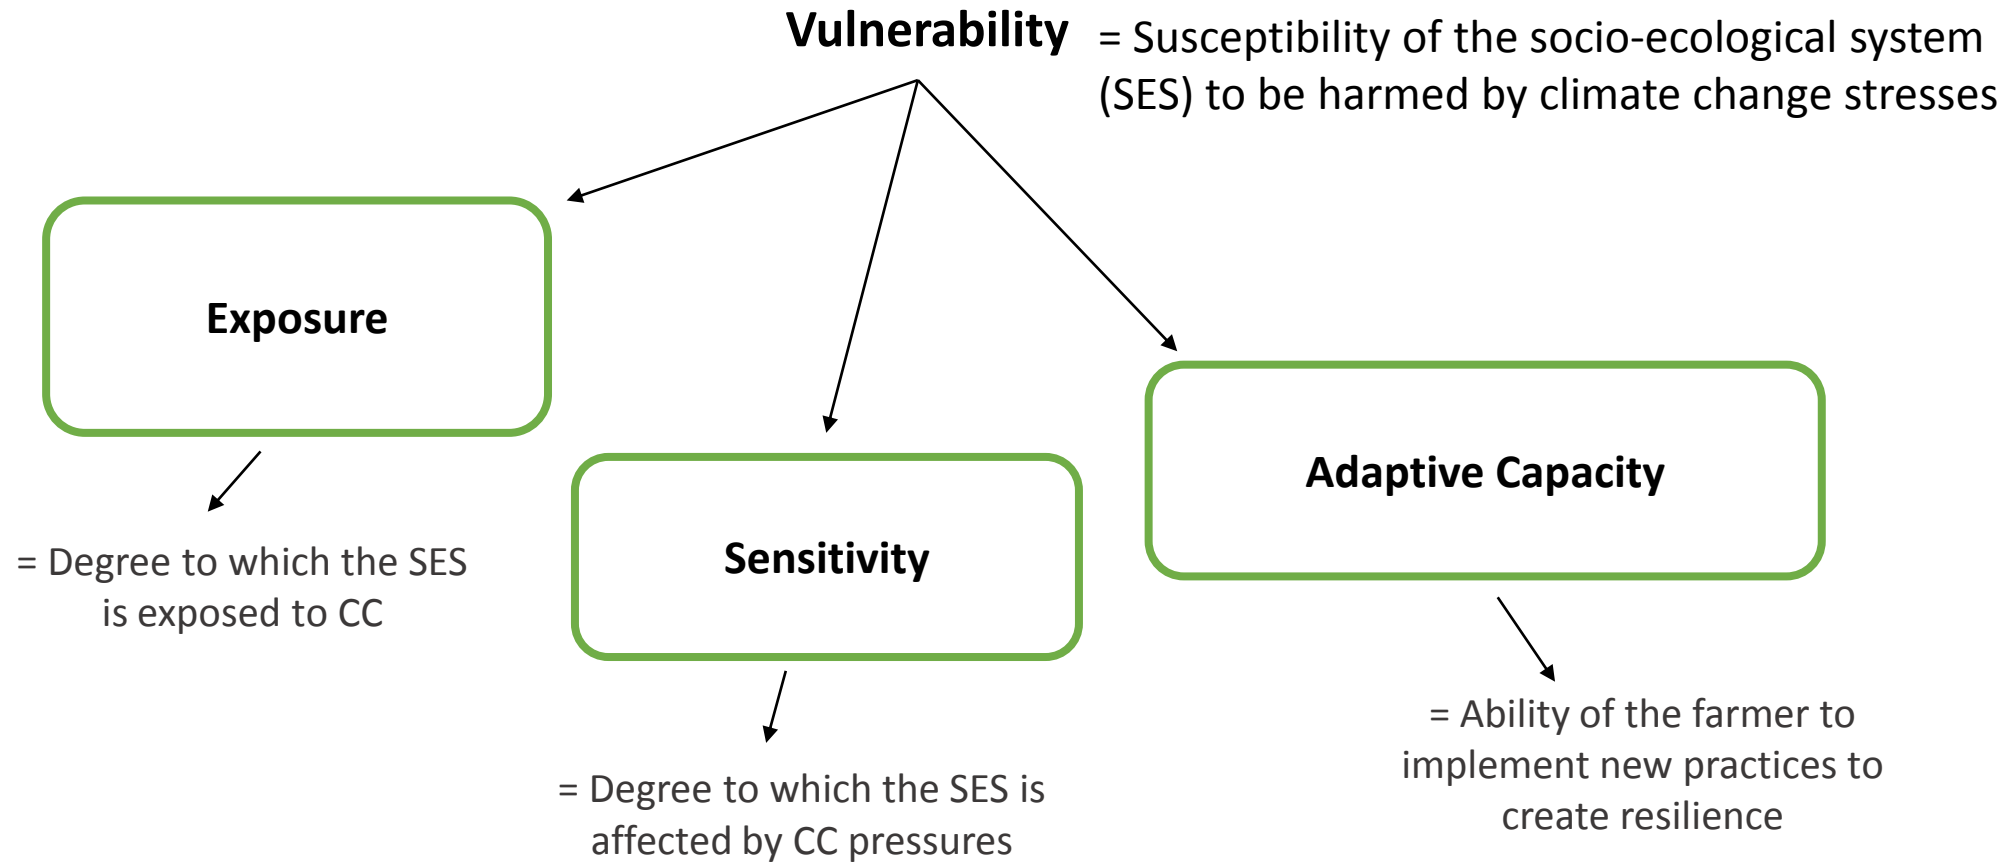 Vulnerability
= Susceptibility of the socio-ecological system
(SES) to be harmed by climate change stresses
Exposure
= Degree to which the SES
is exposed to CC
Sensitivity
= Degree to which the SES is
affected by CC pressures
Adaptive Capacity
= Ability of the farmer to
implement new practices to
create resilience